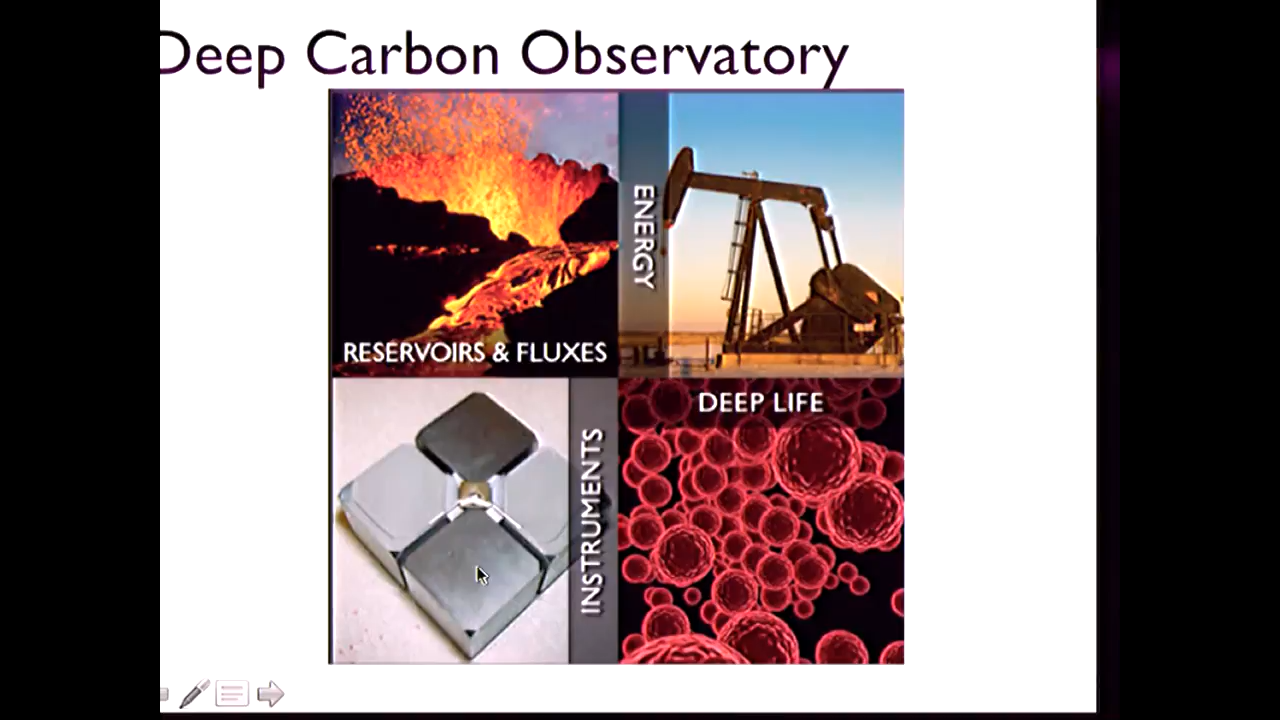 Deep Carbon Observatory
ENERGY
RESERVOIRS & FLUXES
DEEP LIFE
INSTRUMENTS